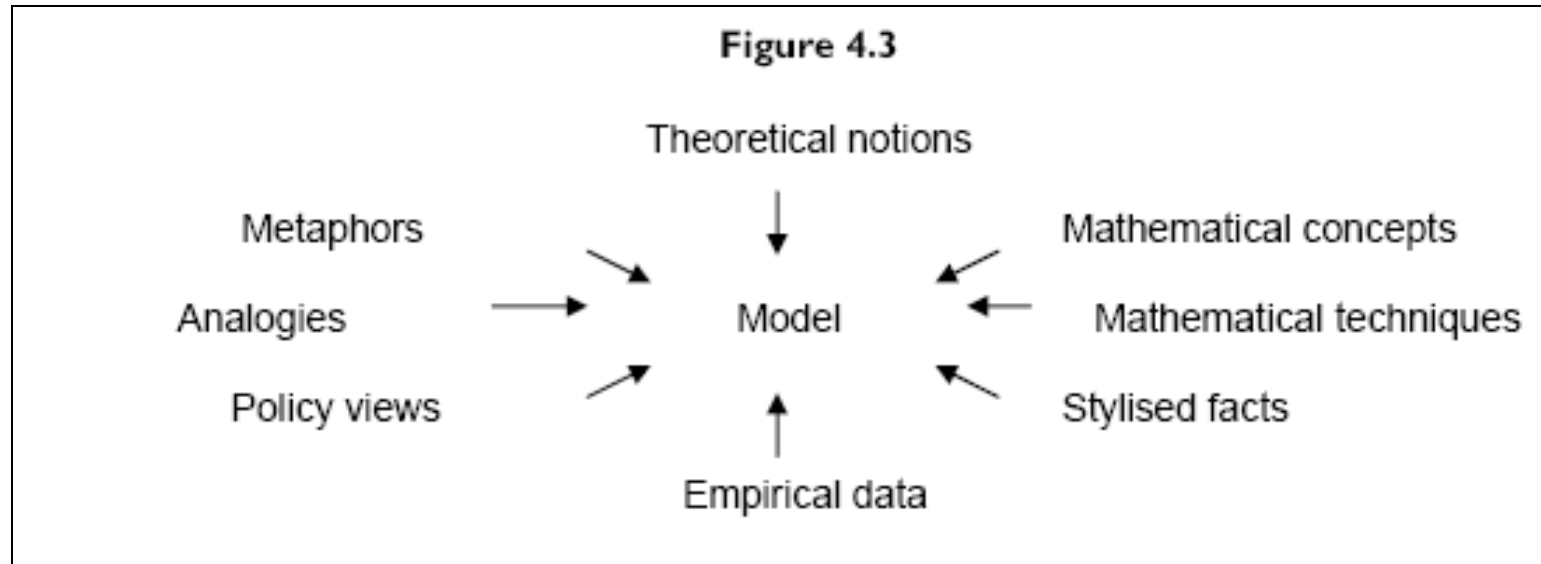 Figure 4.3
Theoretical notions
Metaphors Mathematical concepts
Analogies Model Mathematical techniques
Policy views Stylised facts
Empirical data